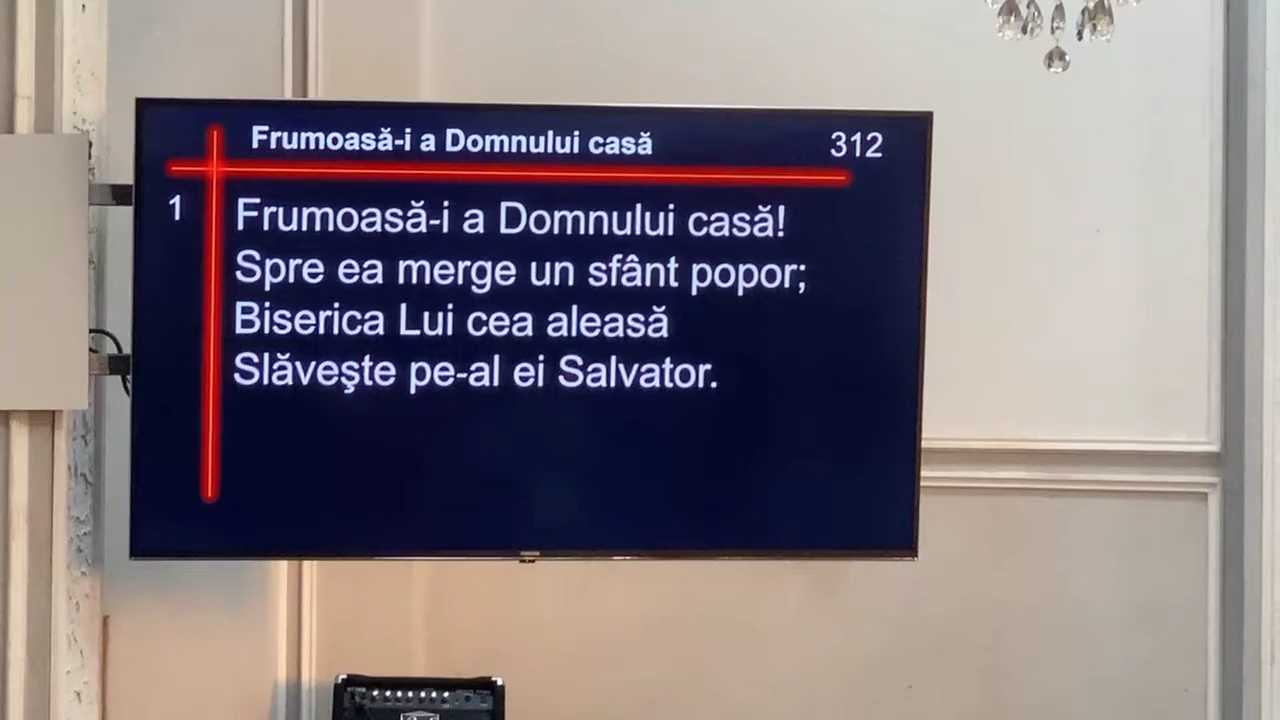 Frumoasă-i a Domnului casă
312
1
Frumoasă-i a Domnului casă!
Spre ea merge un sfânt popor;
Biserica Lui cea aleasă
Slăveşte pe-al ei Salvator.